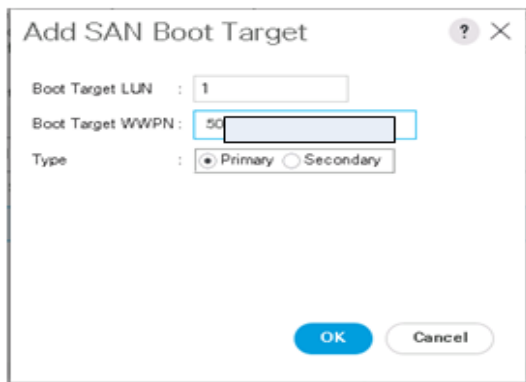 Add SAN Boot Target ? ×
Boot Target LUN : 1
Boot Target WWPN : 50
Type : Primary Secondary
OK Cancel